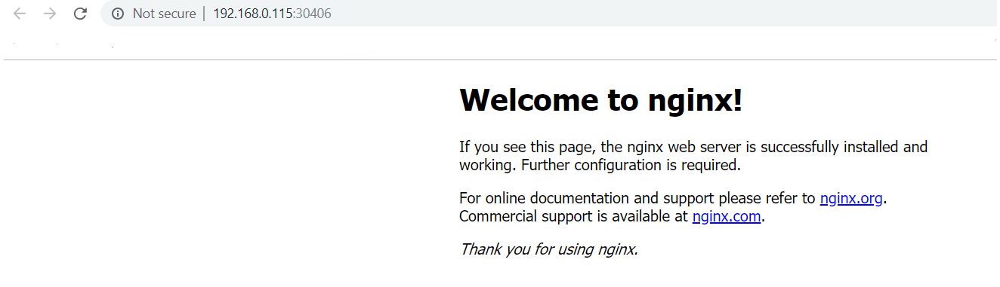 Not secure | 192.168.0.115:30406
Welcome to nginx!
If you see this page, the nginx web server is successfully installed and
working. Further configuration is required.
For online documentation and support please refer to nginx.org.
Commercial support is available at nginx.com.
Thank you for using nginx.